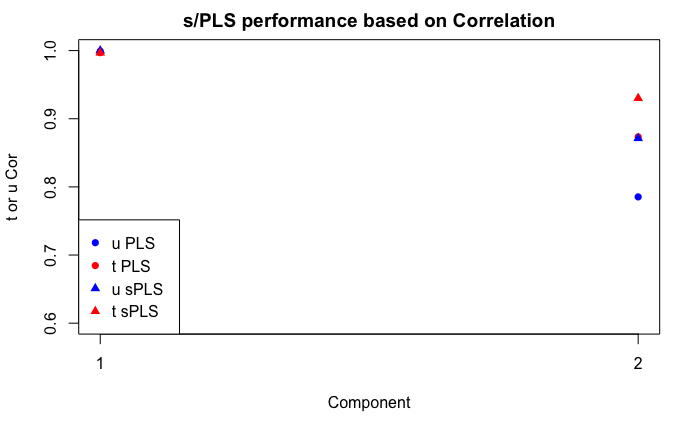 s/PLS performance based on Correlation
t or u Cor
1.0
0.9
0.8
0.7
0.6
u PLS
t PLS
u sPLS
t sPLS
1
2
Component